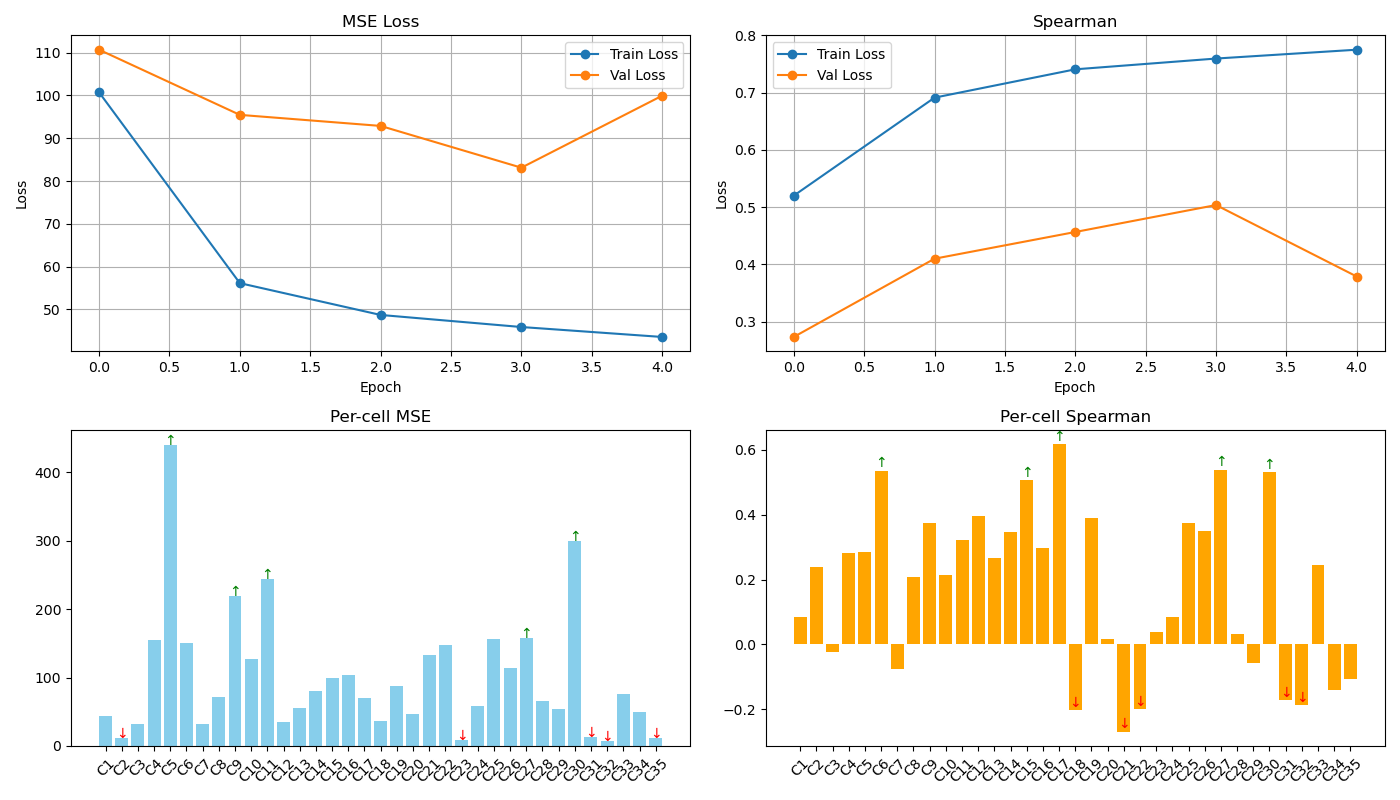 MSE Loss
110
100
90
80
70
60
50
Loss
Train Loss
Val Loss
0.0 0.5 1.0 1.5 2.0 2.5 3.0 3.5 4.0
Epoch
Spearman
0.8
0.7
0.6
0.5
0.4
0.3
Loss
Train Loss
Val Loss
0.0 0.5 1.0 1.5 2.0 2.5 3.0 3.5 4.0
Epoch
Per-cell MSE
400
300
200
100
0
↑ ↑ ↑ ↑ ↑
↓ ↓ ↓ ↓ ↓
C1 C2 C3 C4 C5 C6 C7 C8 C9 C10 C11 C12 C13 C14 C15 C16 C17 C18 C19 C20 C21 C22 C23 C24 C25 C26 C27 C28 C29 C30 C31 C32 C33 C34 C35
Per-cell Spearman
0.6
0.4
0.2
0.0
−0.2
↑ ↑ ↑ ↑ ↑
↓ ↓ ↓ ↓ ↓
C1 C2 C3 C4 C5 C6 C7 C8 C9 C10 C11 C12 C13 C14 C15 C16 C17 C18 C19 C20 C21 C22 C23 C24 C25 C26 C27 C28 C29 C30 C31 C32 C33 C34 C35